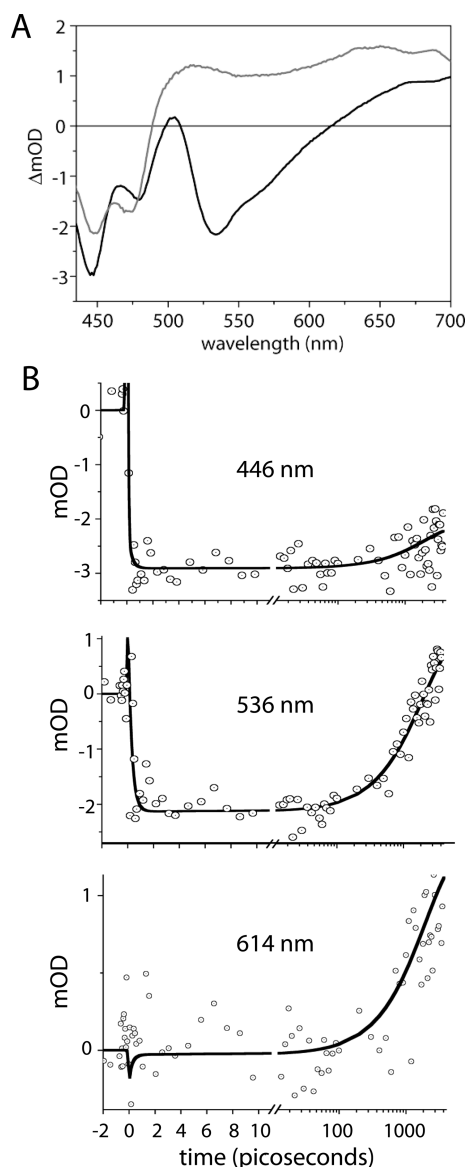 A
2
1
0
-1
-2
-3
ΔmOD
450 500 550 600 650 700
wavelength (nm)
B
0
-1
-2
-3
mOD
446 nm
1
0
-1
-2
mOD
536 nm
1
0
mOD
614 nm
-2 0 2 4 6 8 10 100 1000
time (picoseconds)